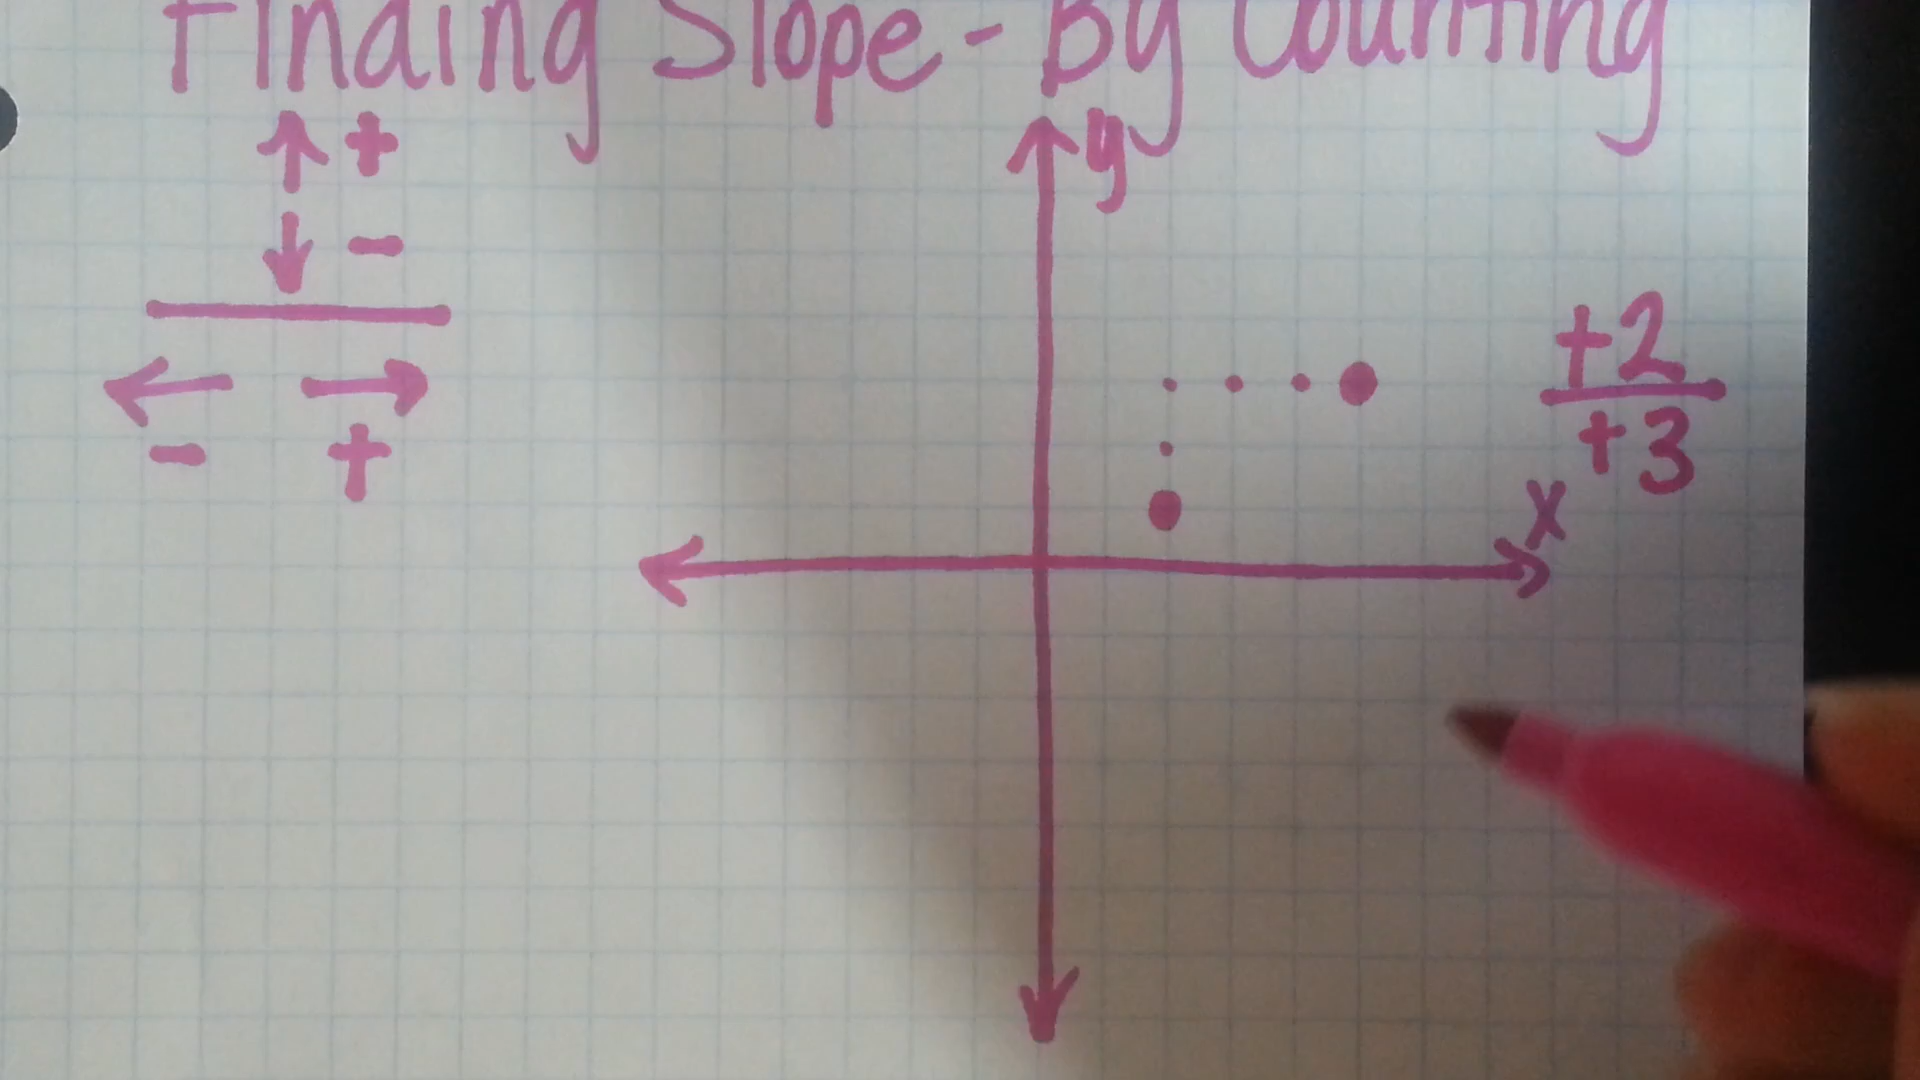 Finding Slope - By Counting
+
-
- +
y
+2
+3
x